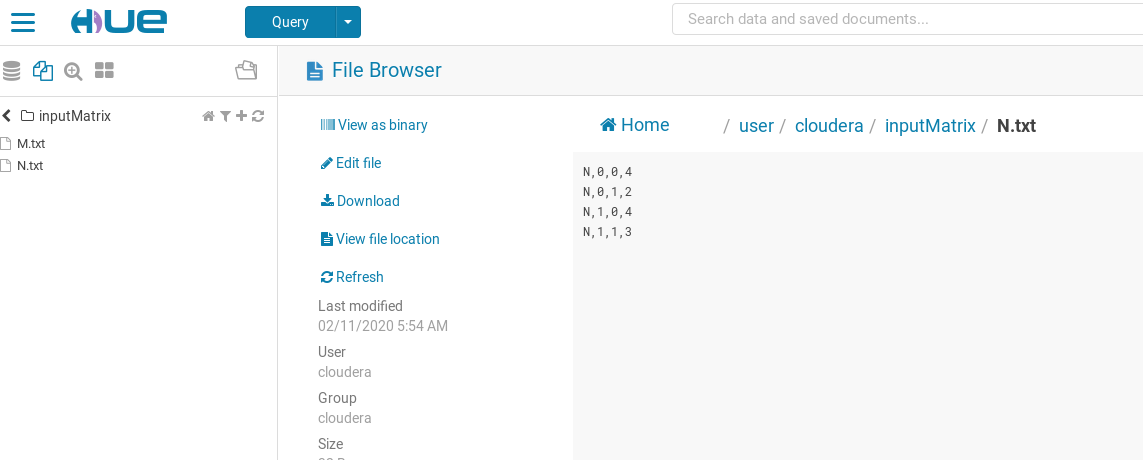 HUE
Query
Search data and saved documents...
File Browser
inputMatrix
M.txt
N.txt
View as binary
Edit file
Download
View file location
Refresh
Last modified
02/11/2020 5:54 AM
User
cloudera
Group
cloudera
Size
Home / user / cloudera / inputMatrix / N.txt
N,0,0,4
N,0,1,2
N,1,0,4
N,1,1,3